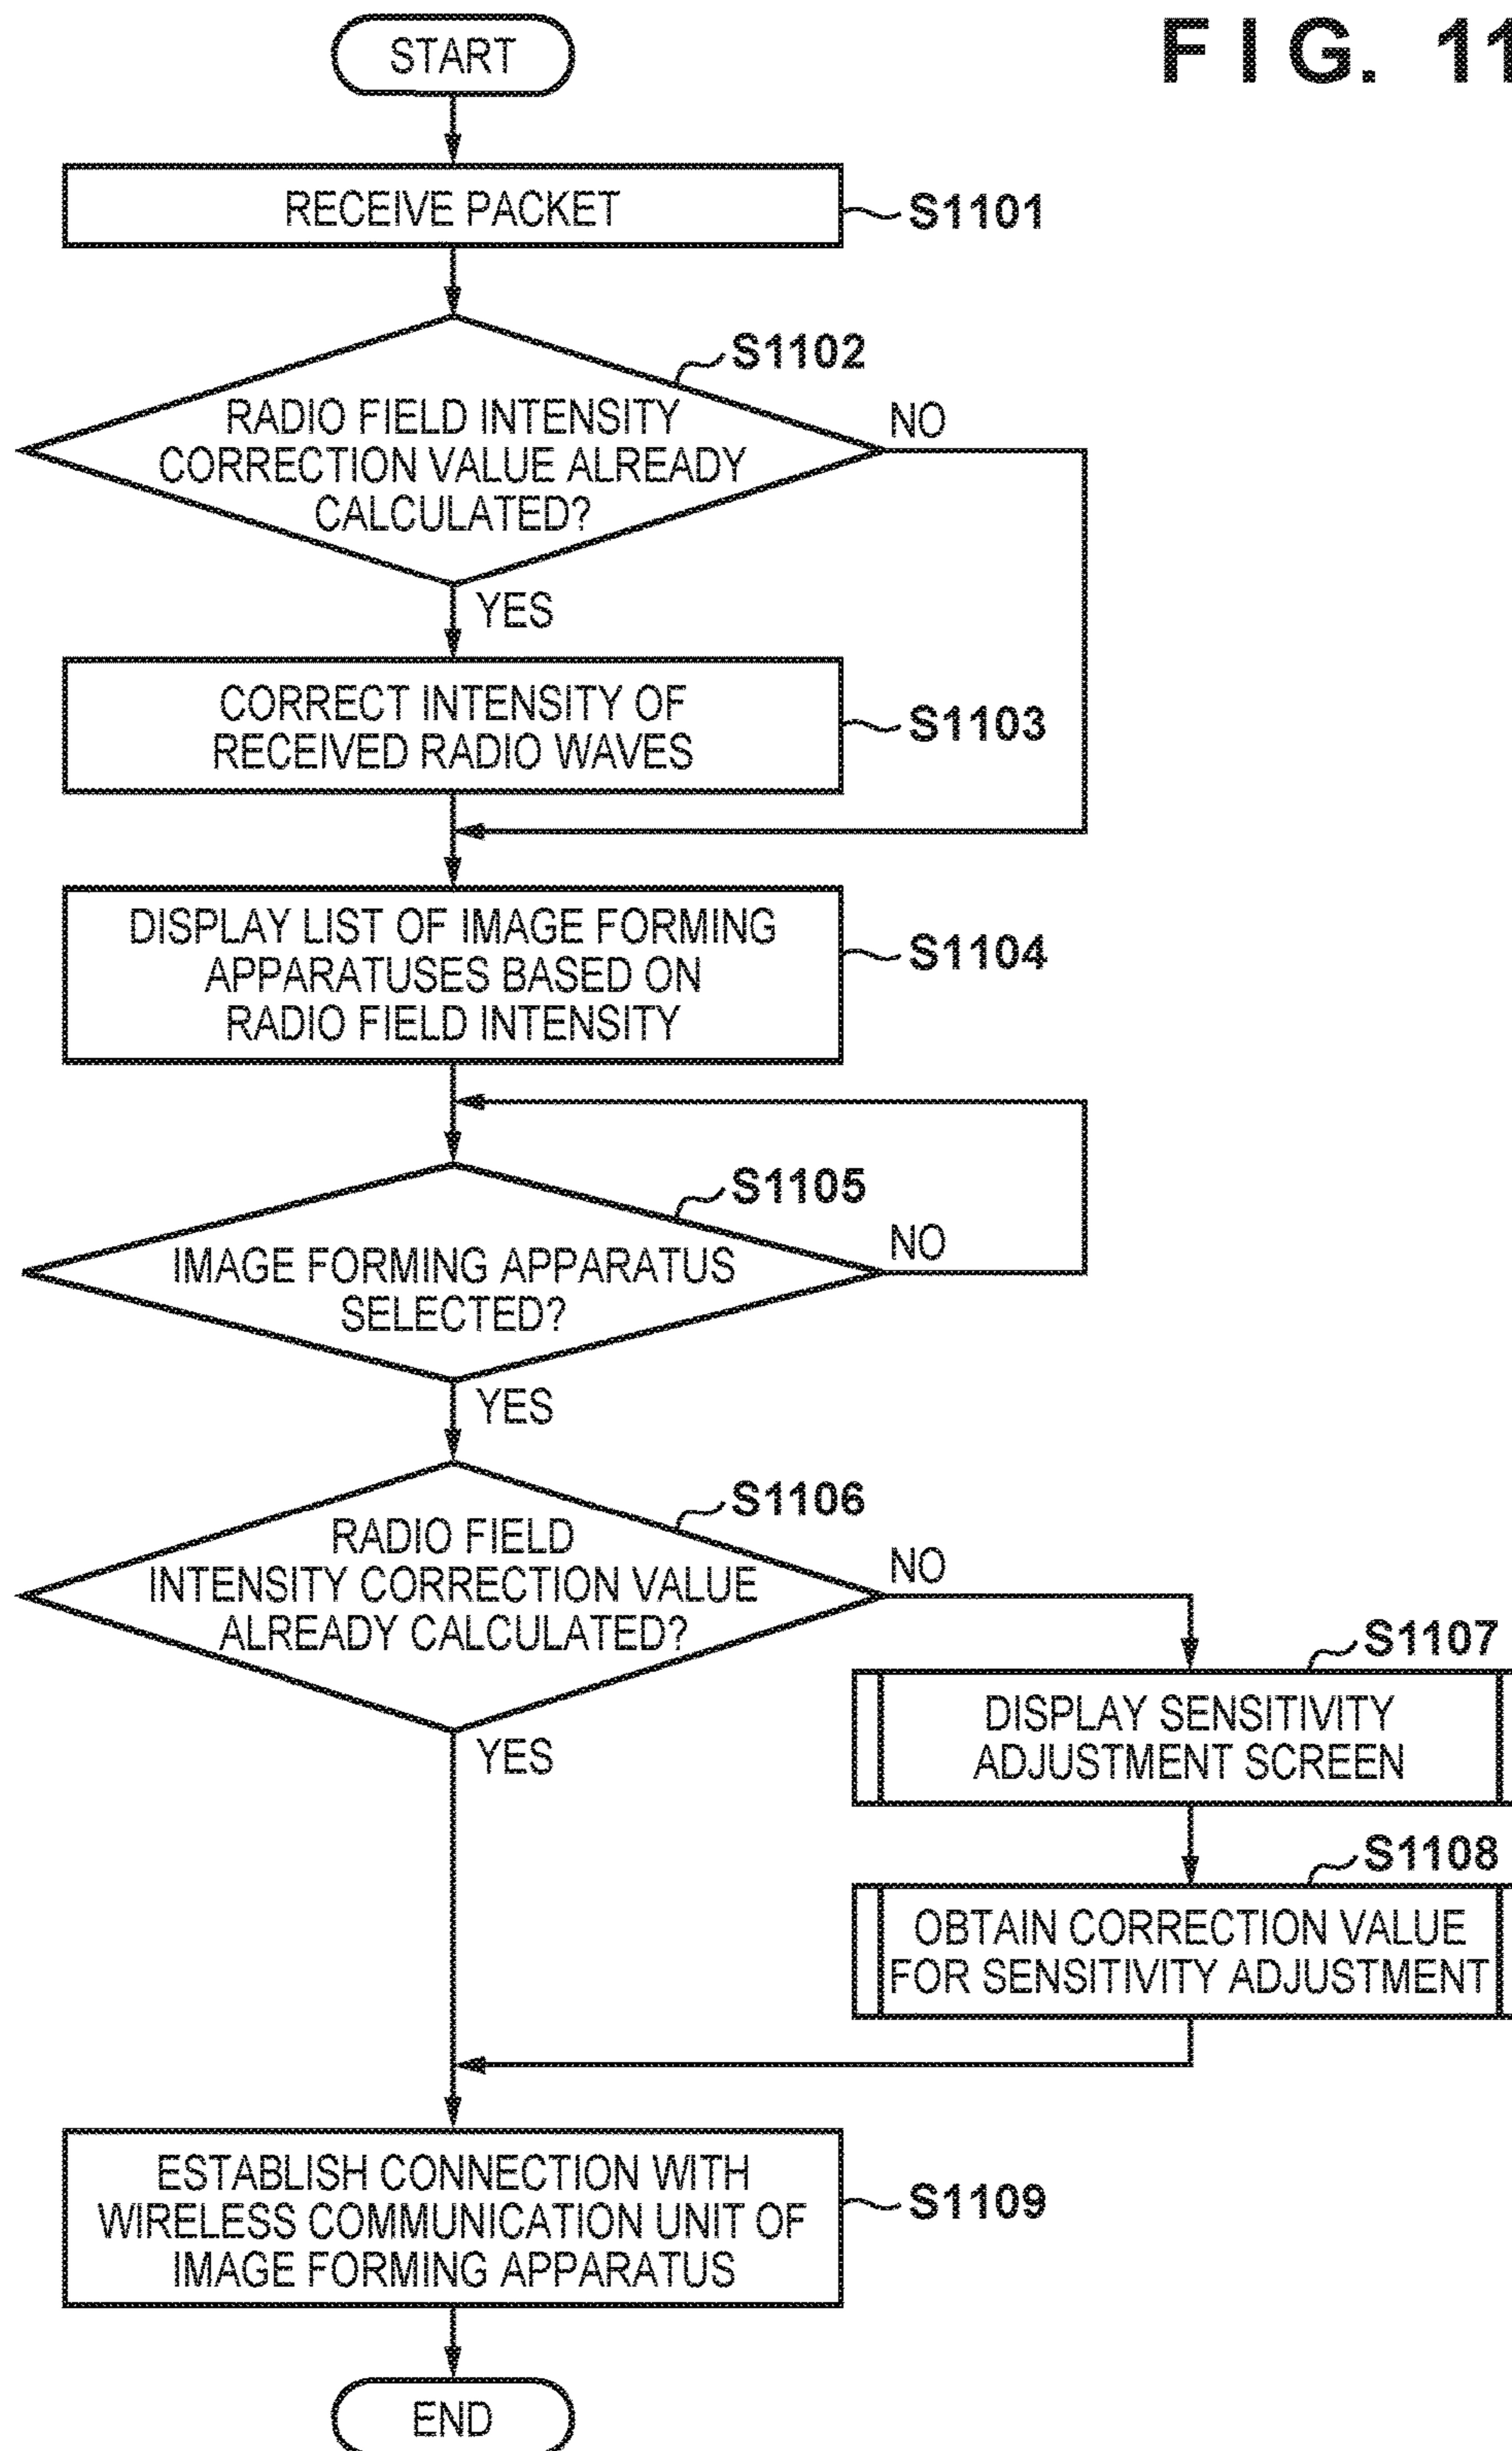 FIG. 11
START
RECEIVE PACKET
S1101
S1102
RADIO FIELD INTENSITY
CORRECTION VALUE ALREADY
CALCULATED?
NO
YES
CORRECT INTENSITY OF
RECEIVED RADIO WAVES
S1103
DISPLAY LIST OF IMAGE FORMING
APPARATUSES BASED ON
RADIO FIELD INTENSITY
S1104
S1105
IMAGE FORMING APPARATUS
SELECTED?
NO
YES
S1106
RADIO FIELD
INTENSITY CORRECTION VALUE
ALREADY CALCULATED?
NO
YES
S1107
DISPLAY SENSITIVITY
ADJUSTMENT SCREEN
S1108
OBTAIN CORRECTION VALUE
FOR SENSITIVITY ADJUSTMENT
ESTABLISH CONNECTION WITH
WIRELESS COMMUNICATION UNIT OF
IMAGE FORMING APPARATUS
S1109
END